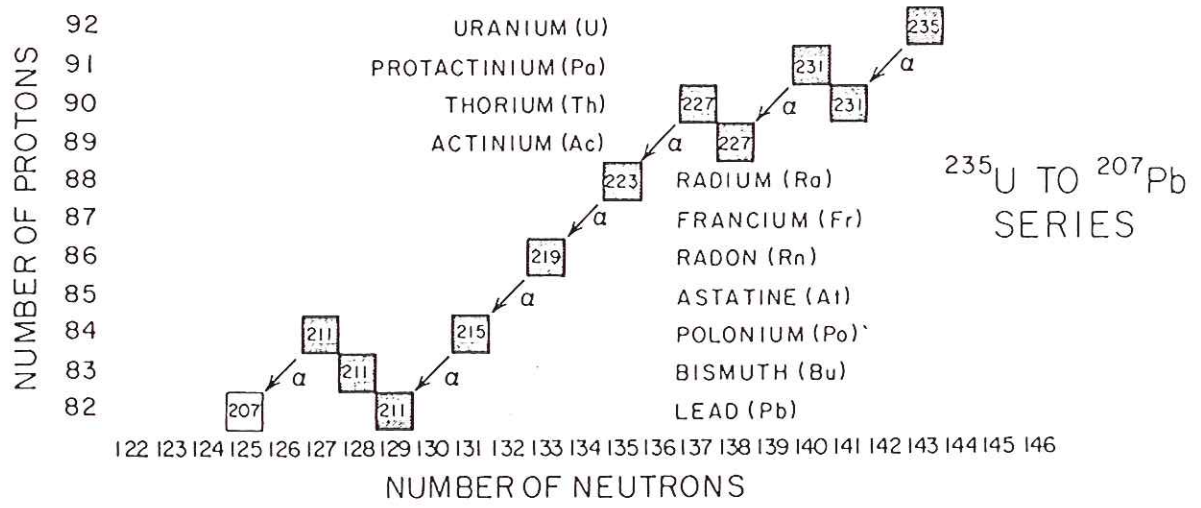 NUMBER OF PROTONS
92 URANIUM (U) 235
91 PROTACTINIUM (Pa) 231 α
90 THORIUM (Th) 227 α 231
89 ACTINIUM (Ac) α 227
88 223 RADIUM (Ra)
87 α FRANCIUM (Fr)
86 219 RADON (Rn)
85 α ASTATINE (At)
84 211 215 POLONIUM (Po)`
83 α 211 α BISMUTH (Bu)
82 207 211 LEAD (Pb)
235U TO 207Pb
SERIES
122 123 124 125 126 127 128 129 130 131 132 133 134 135 136 137 138 139 140 141 142 143 144 145 146
NUMBER OF NEUTRONS